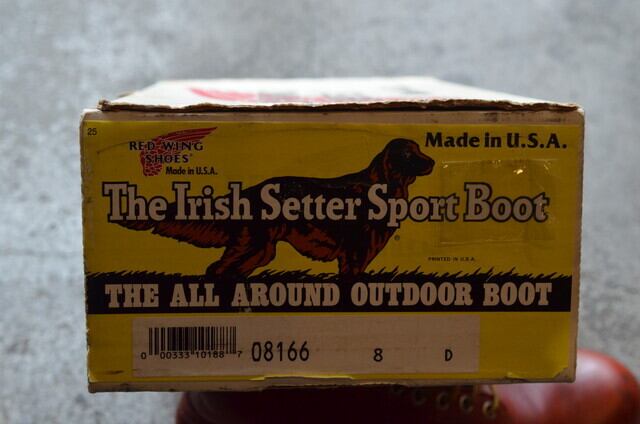 25
RED WING
SHOES®
Made in U.S.A.
Made in U.S.A.
The Irish Setter Sport Boot
®
PRINTED IN U.S.A.
THE ALL AROUND OUTDOOR BOOT
0 00333 10188 7 08166 8 D